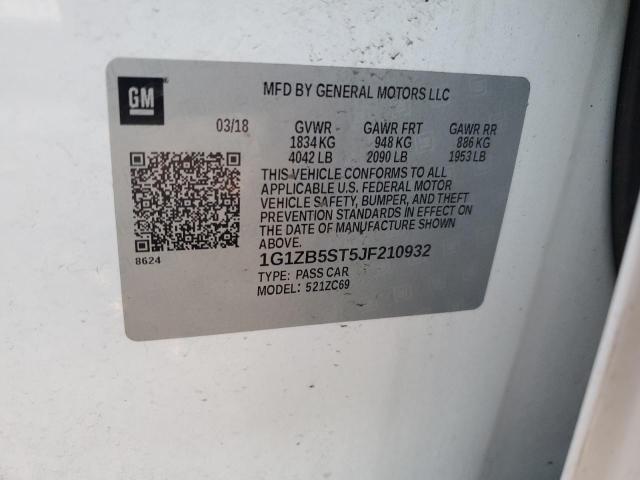 GM
MFD BY GENERAL MOTORS LLC
03/18 GVWR GAWR FRT GAWR RR
1834 KG 948 KG 886 KG
4042 LB 2090 LB 1953 LB
THIS VEHICLE CONFORMS TO ALL
APPLICABLE U.S. FEDERAL MOTOR
VEHICLE SAFETY, BUMPER, AND THEFT
PREVENTION STANDARDS IN EFFECT ON
THE DATE OF MANUFACTURE SHOWN
ABOVE.
8624
1G1ZB5ST5JF210932
TYPE: PASS CAR
MODEL: 521ZC69